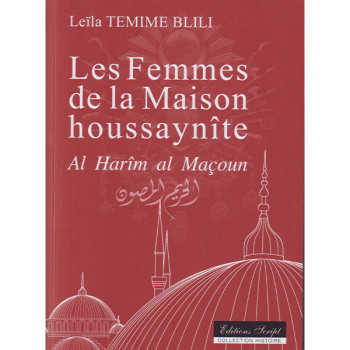 Leïla TEMIME BLILI
Les Femmes
de la Maison
houssaynîte
Al Harîm al Maçoun
الحريم المصون
Editions Script
COLLECTION HISTOIRE